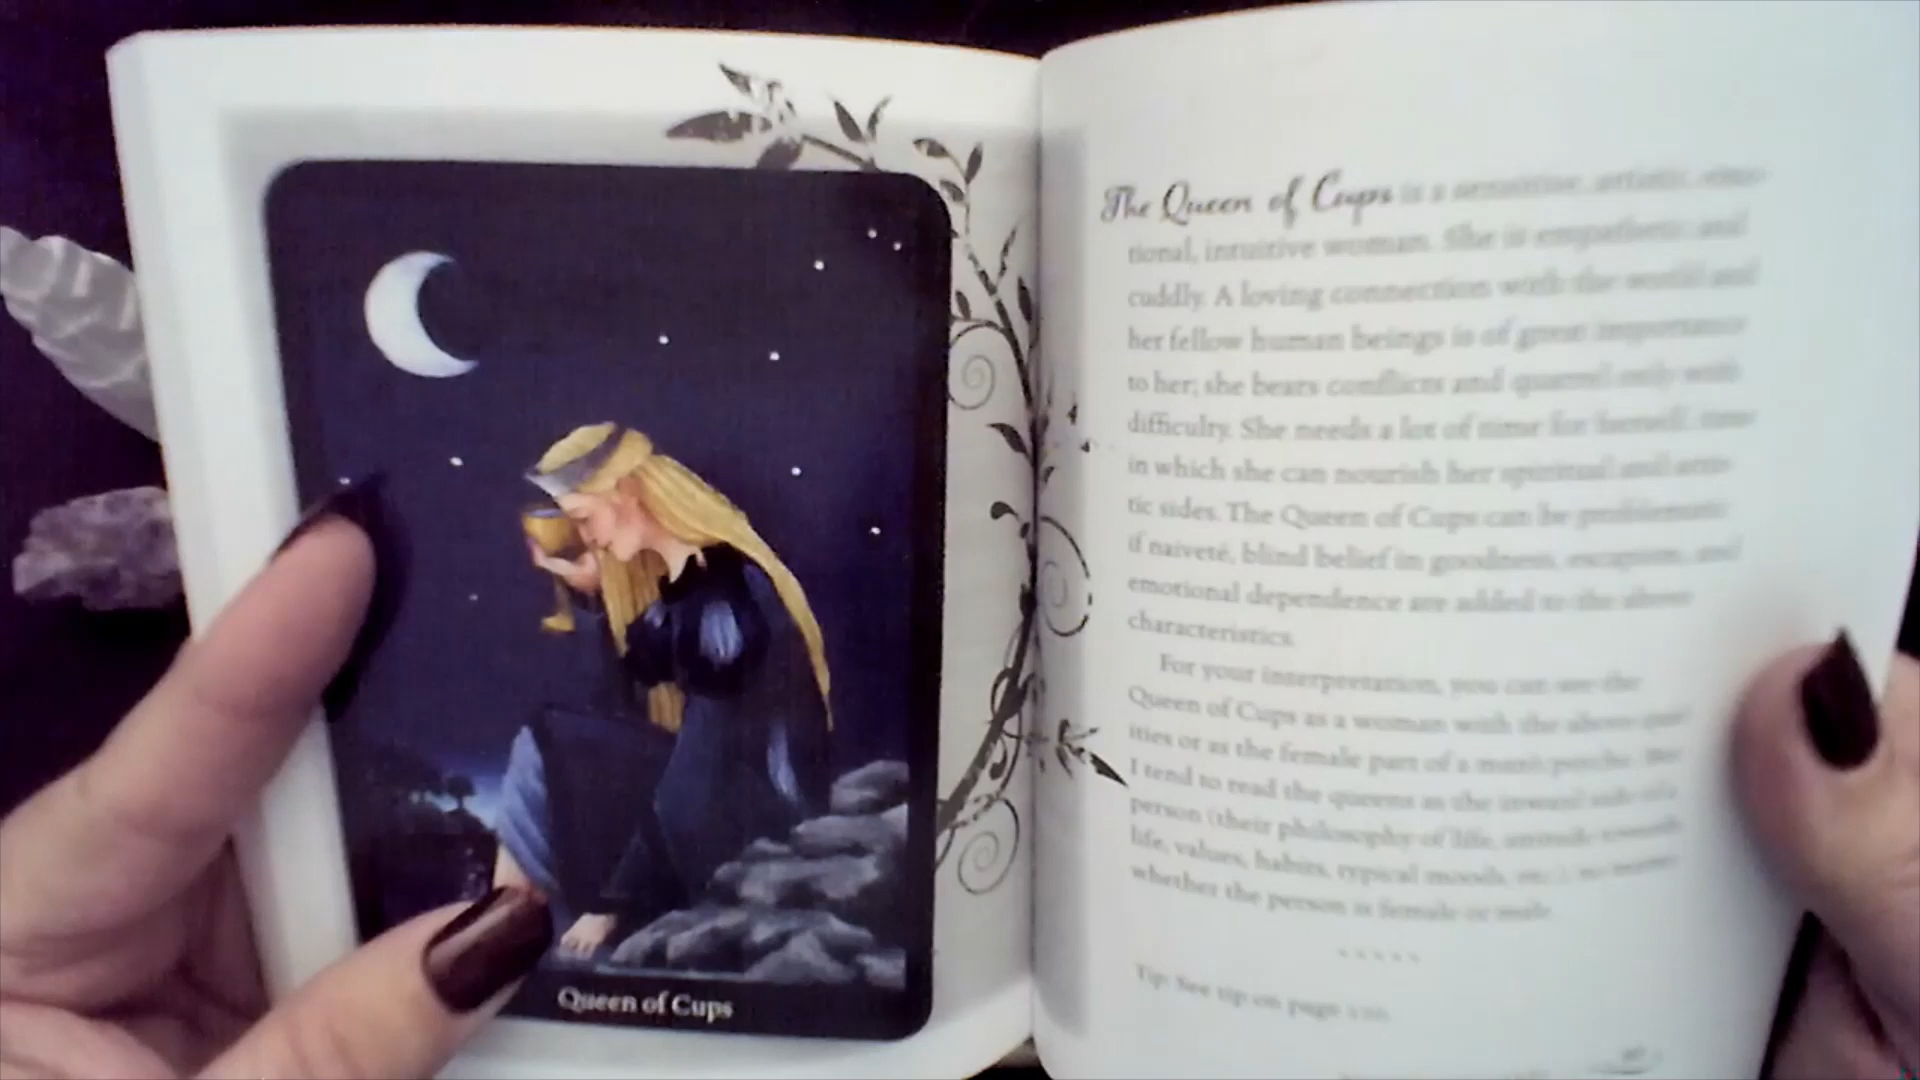 Queen of Cups
The Queen of Cups is a sensitive, artistic, emo-
tional, intuitive woman. She is empathetic and
cuddly. A loving connection with the world and
her fellow human beings is of great importance
to her; she bears conflicts and quarrel only with
difficulty. She needs a lot of time for herself, time
in which she can nourish her spiritual and artis-
tic sides. The Queen of Cups can be problematic
if naiveté, blind belief in goodness, escapism, and
emotional dependence are added to the above
characteristics.
For your interpretation, you can see the
Queen of Cups as a woman with the above qual-
ities or as the female part of a man's psyche. But
I tend to read the queens as the inward side of a
person (their philosophy of life, attitude towards
life, values, habits, typical moods, etc.), no matter
whether the person is female or male.
Tip: See tip on page